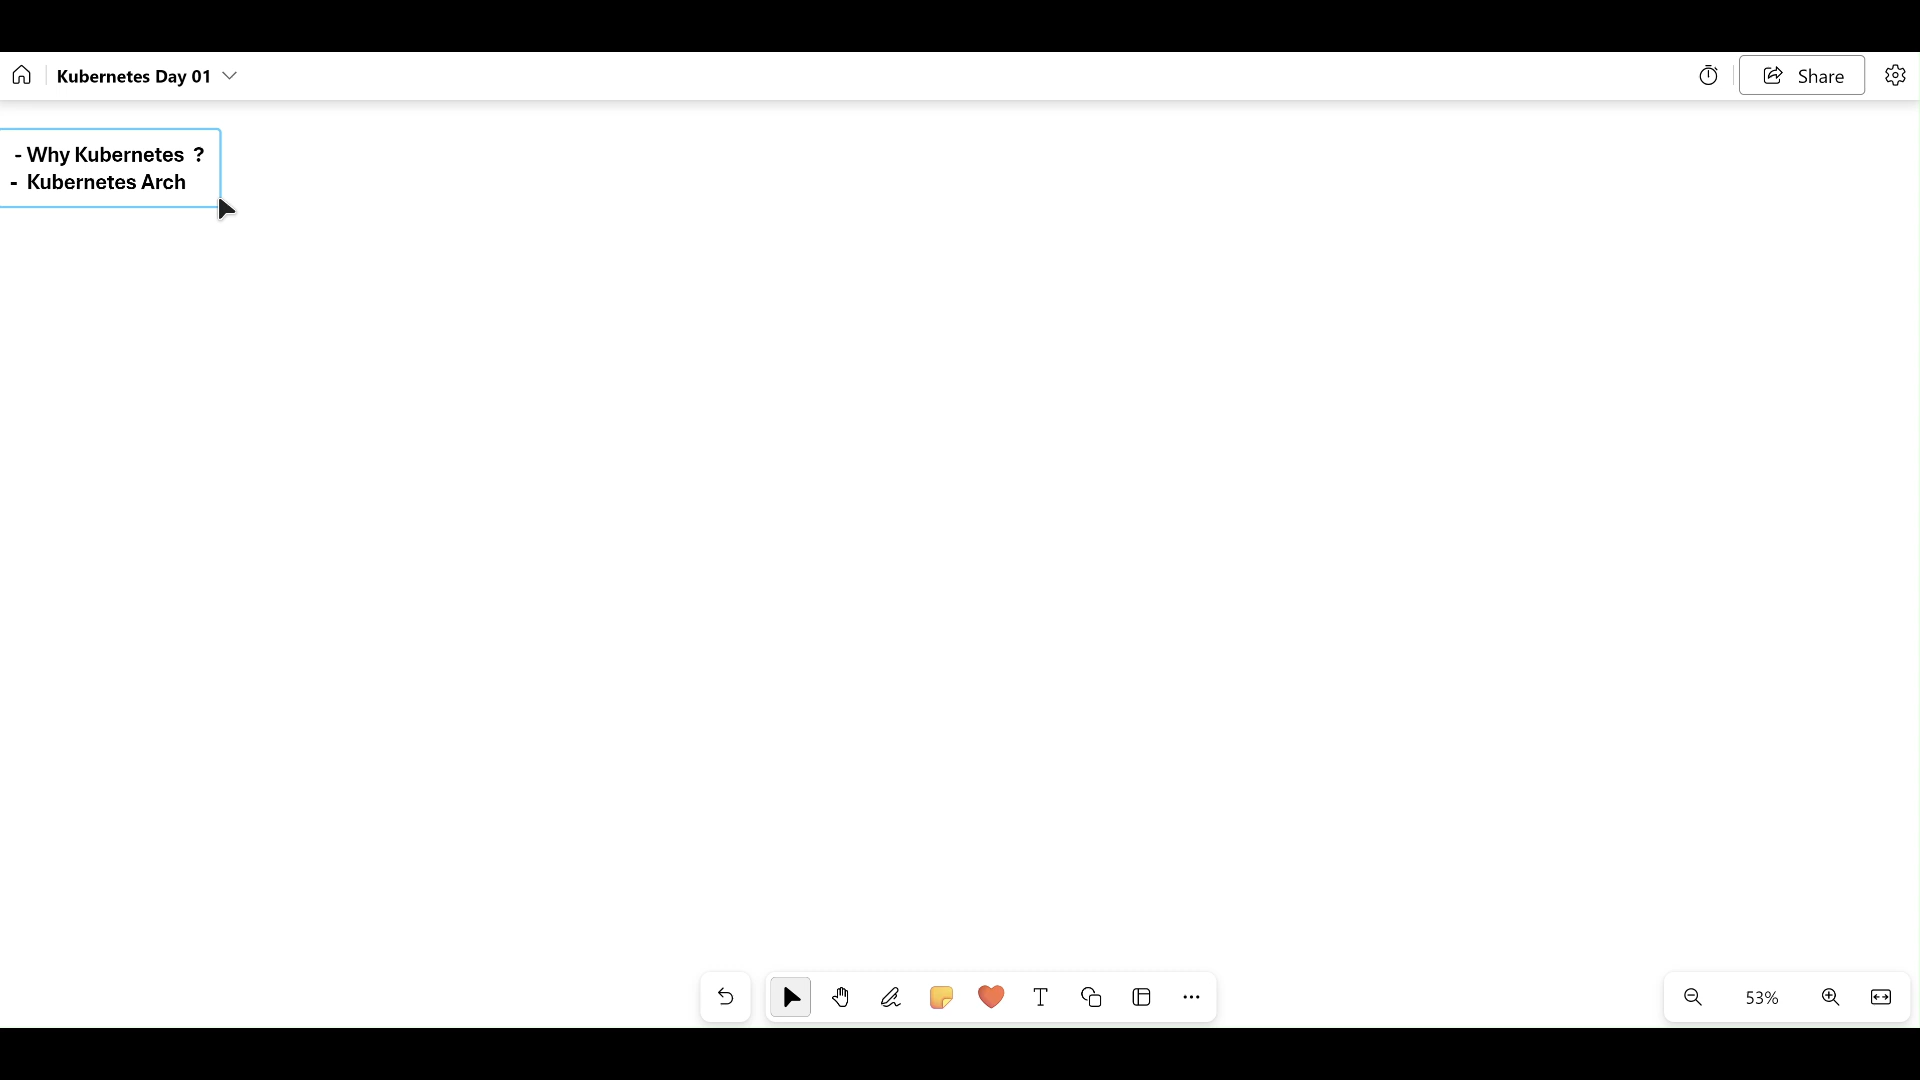 Kubernetes Day 01
Share
- Why Kubernetes ?
- Kubernetes Arch
53%